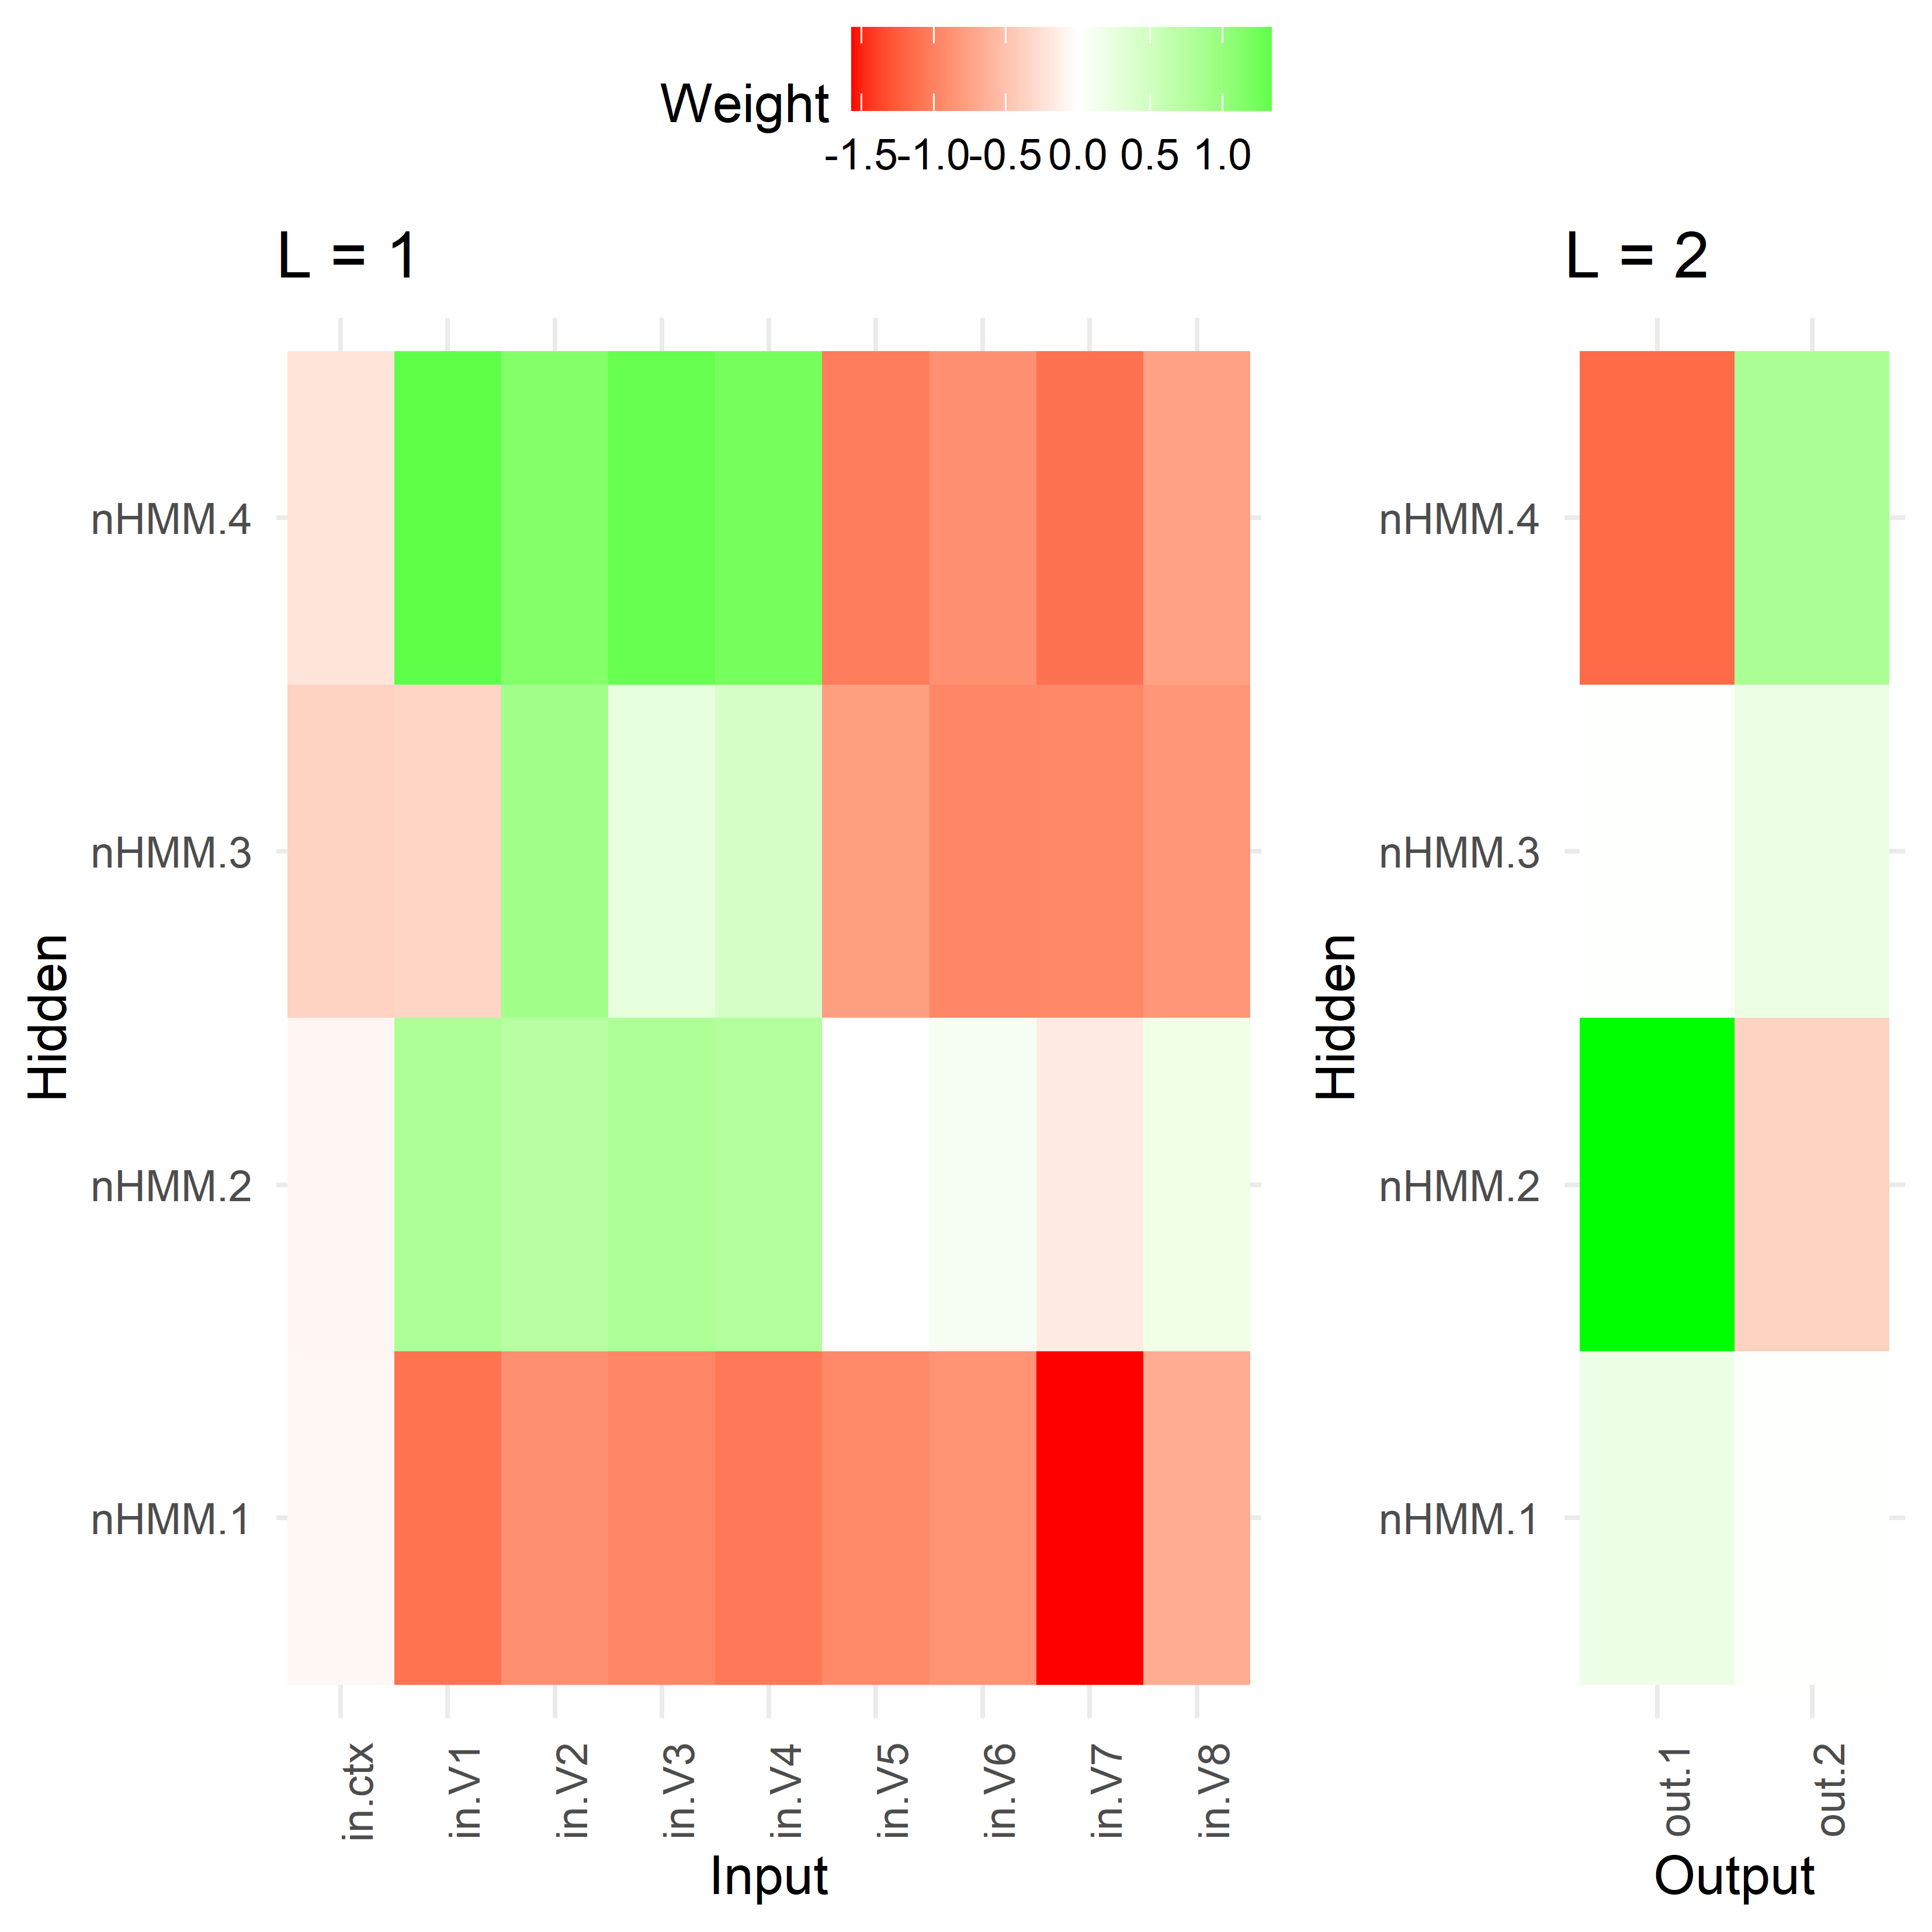 Weight
-1.5 -1.0 -0.5 0.0 0.5 1.0
L = 1
L = 2
Hidden
nHMM.4
nHMM.3
nHMM.2
nHMM.1
in.ctx
in.V1
in.V2
in.V3
in.V4
in.V5
in.V6
in.V7
in.V8
Input
Hidden
nHMM.4
nHMM.3
nHMM.2
nHMM.1
out.1
out.2
Output